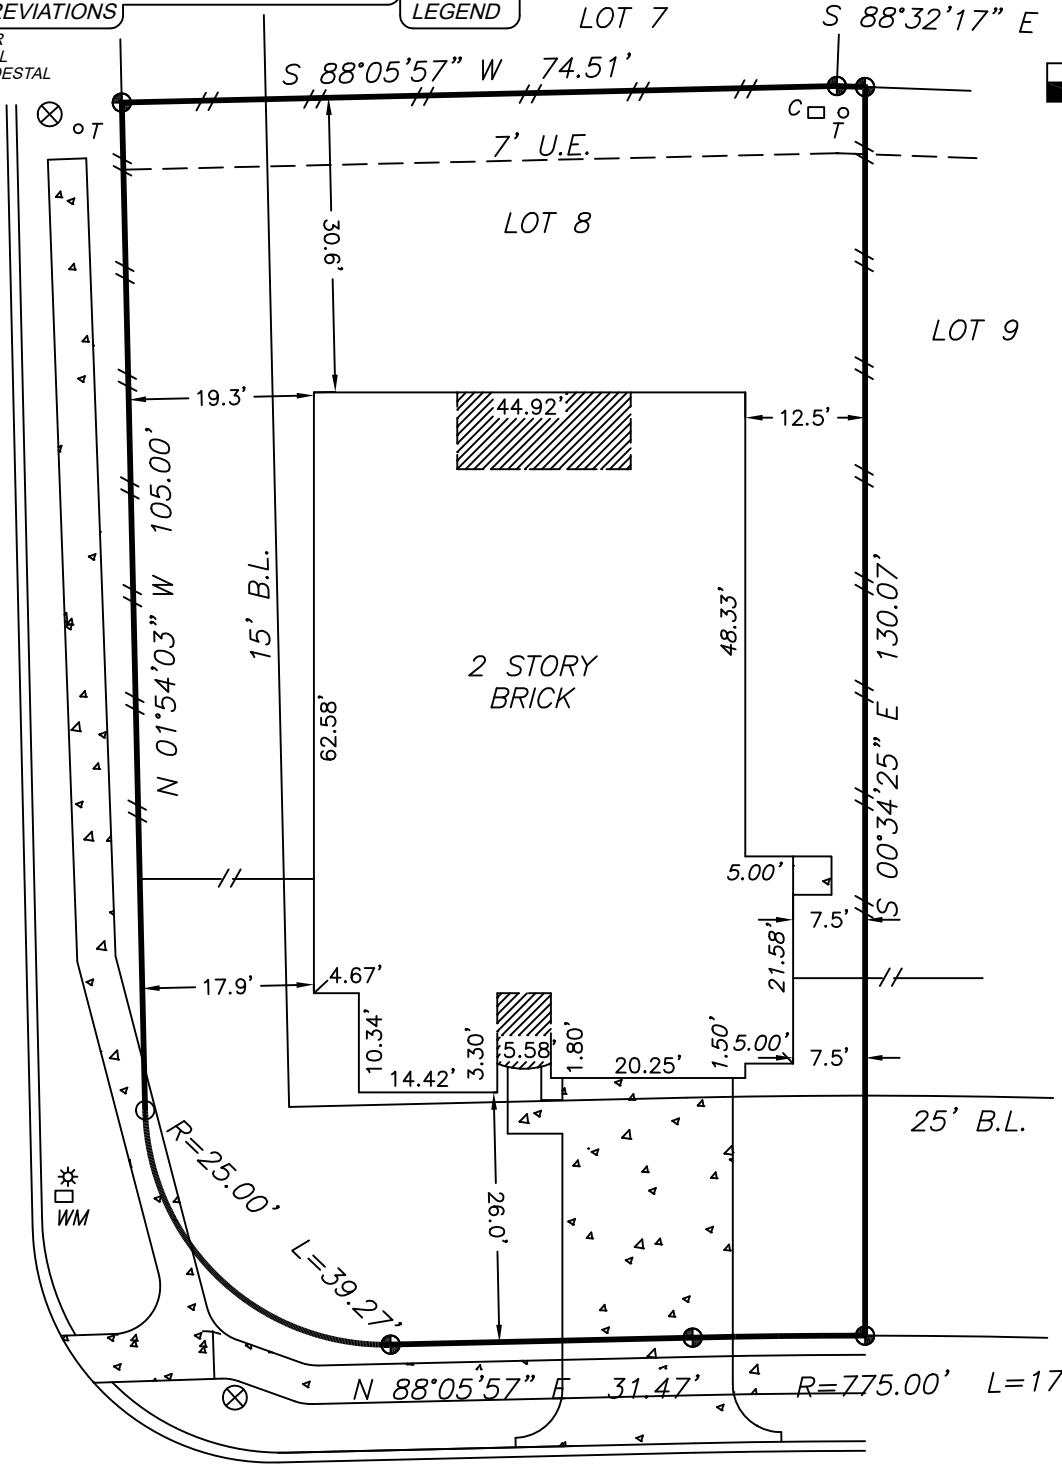 REVIATIONS
LEGEND
LOT 7
S 88°32'17" E
R
L
DESTAL
S 88°05'57" W 74.51'
T
C
T
7' U.E.
LOT 8
30.6'
LOT 9
19.3'
44.92'
12.5'
N 01°54'03" W 105.00'
15' B.L.
48.33'
S 00°34'25" E 130.07'
2 STORY
BRICK
62.58'
5.00'
7.5'
21.58'
17.9'
4.67'
10.34'
3.30'
5.58'
1.80'
1.50'
5.00'
7.5'
14.42'
20.25'
25' B.L.
R=25.00'
L=39.27'
26.0'
WM
N 88°05'57" E 31.47'
R=775.00' L=17